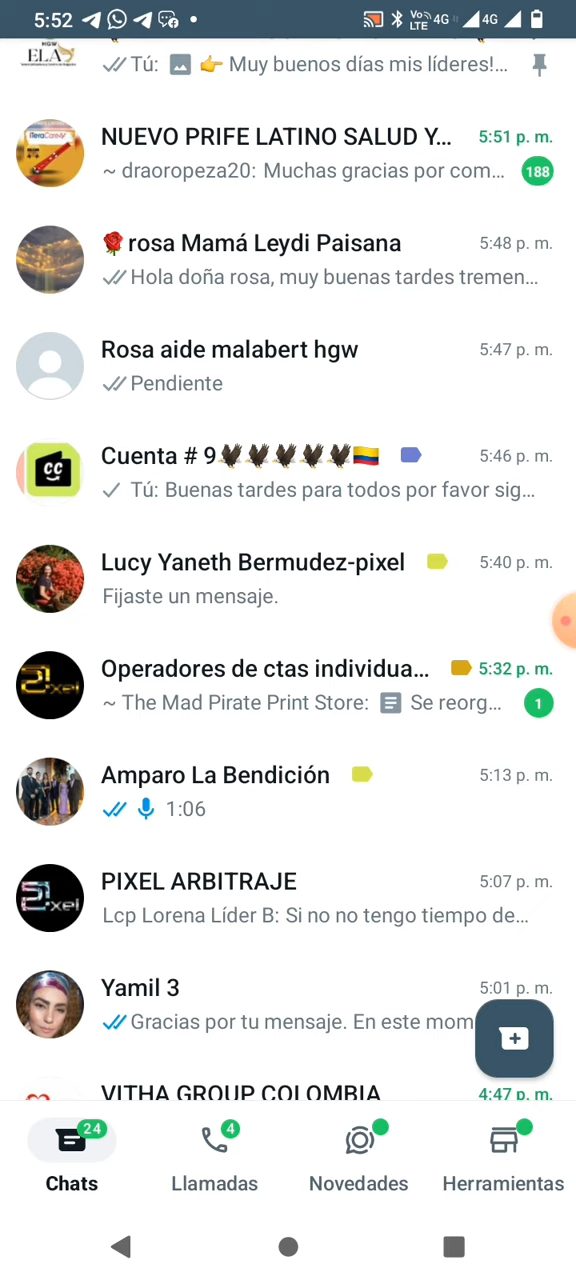 5:52
Vo LTE 4G 4G
HGW
ELA
Tú: 👉 Muy buenos días mis líderes!...
NUEVO PRIFE LATINO SALUD Y... 5:51 p. m.
~ draoropeza20: Muchas gracias por com... 188
🌹rosa Mamá Leydi Paisana 5:48 p. m.
Hola doña rosa, muy buenas tardes tremen...
Rosa aide malabert hgw 5:47 p. m.
Pendiente
Cuenta # 9🦅🦅🦅🦅🦅🇨🇴 5:46 p. m.
Tú: Buenas tardes para todos por favor sig...
Lucy Yaneth Bermudez-pixel 5:40 p. m.
Fijaste un mensaje.
Operadores de ctas individua... 5:32 p. m.
~ The Mad Pirate Print Store: Se reorg... 1
Amparo La Bendición 5:13 p. m.
1:06
PIXEL ARBITRAJE 5:07 p. m.
Lcp Lorena Líder B: Si no no tengo tiempo de...
Yamil 3 5:01 p. m.
Gracias por tu mensaje. En este mom
VITHA GROUP COLOMBIA 4:47 p. m.
24 4
Chats Llamadas Novedades Herramientas